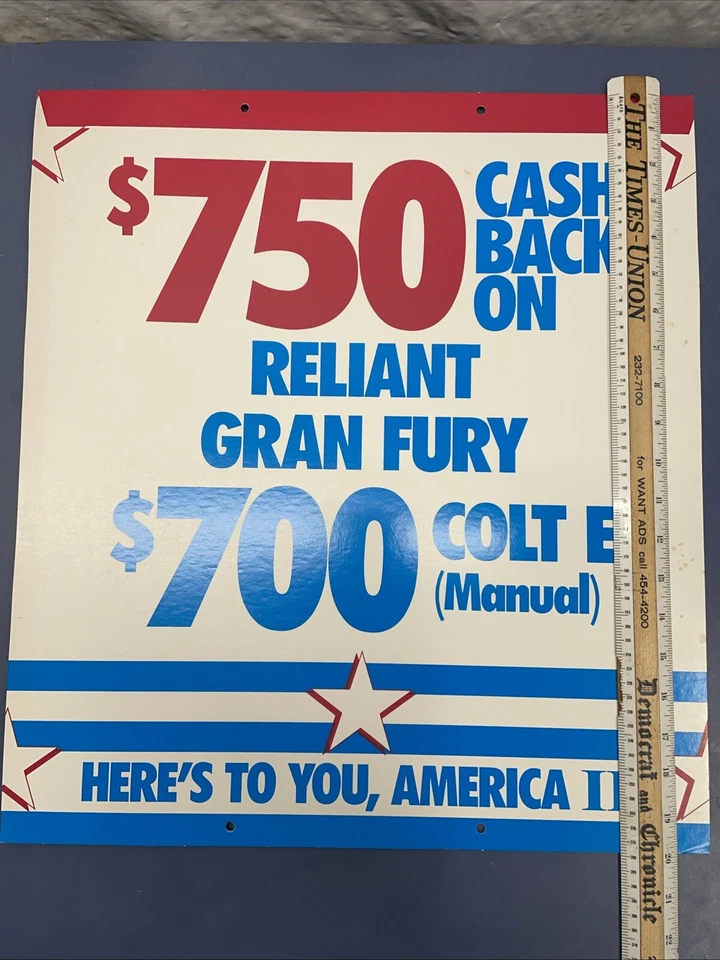 $750 CASH
BACK
ON
RELIANT
GRAN FURY
$700 COLT E
(Manual)
HERE'S TO YOU, AMERICA II
THE TIMES-UNION
232-7100
for WANT ADS call 454-4200
Democrat and Chronicle